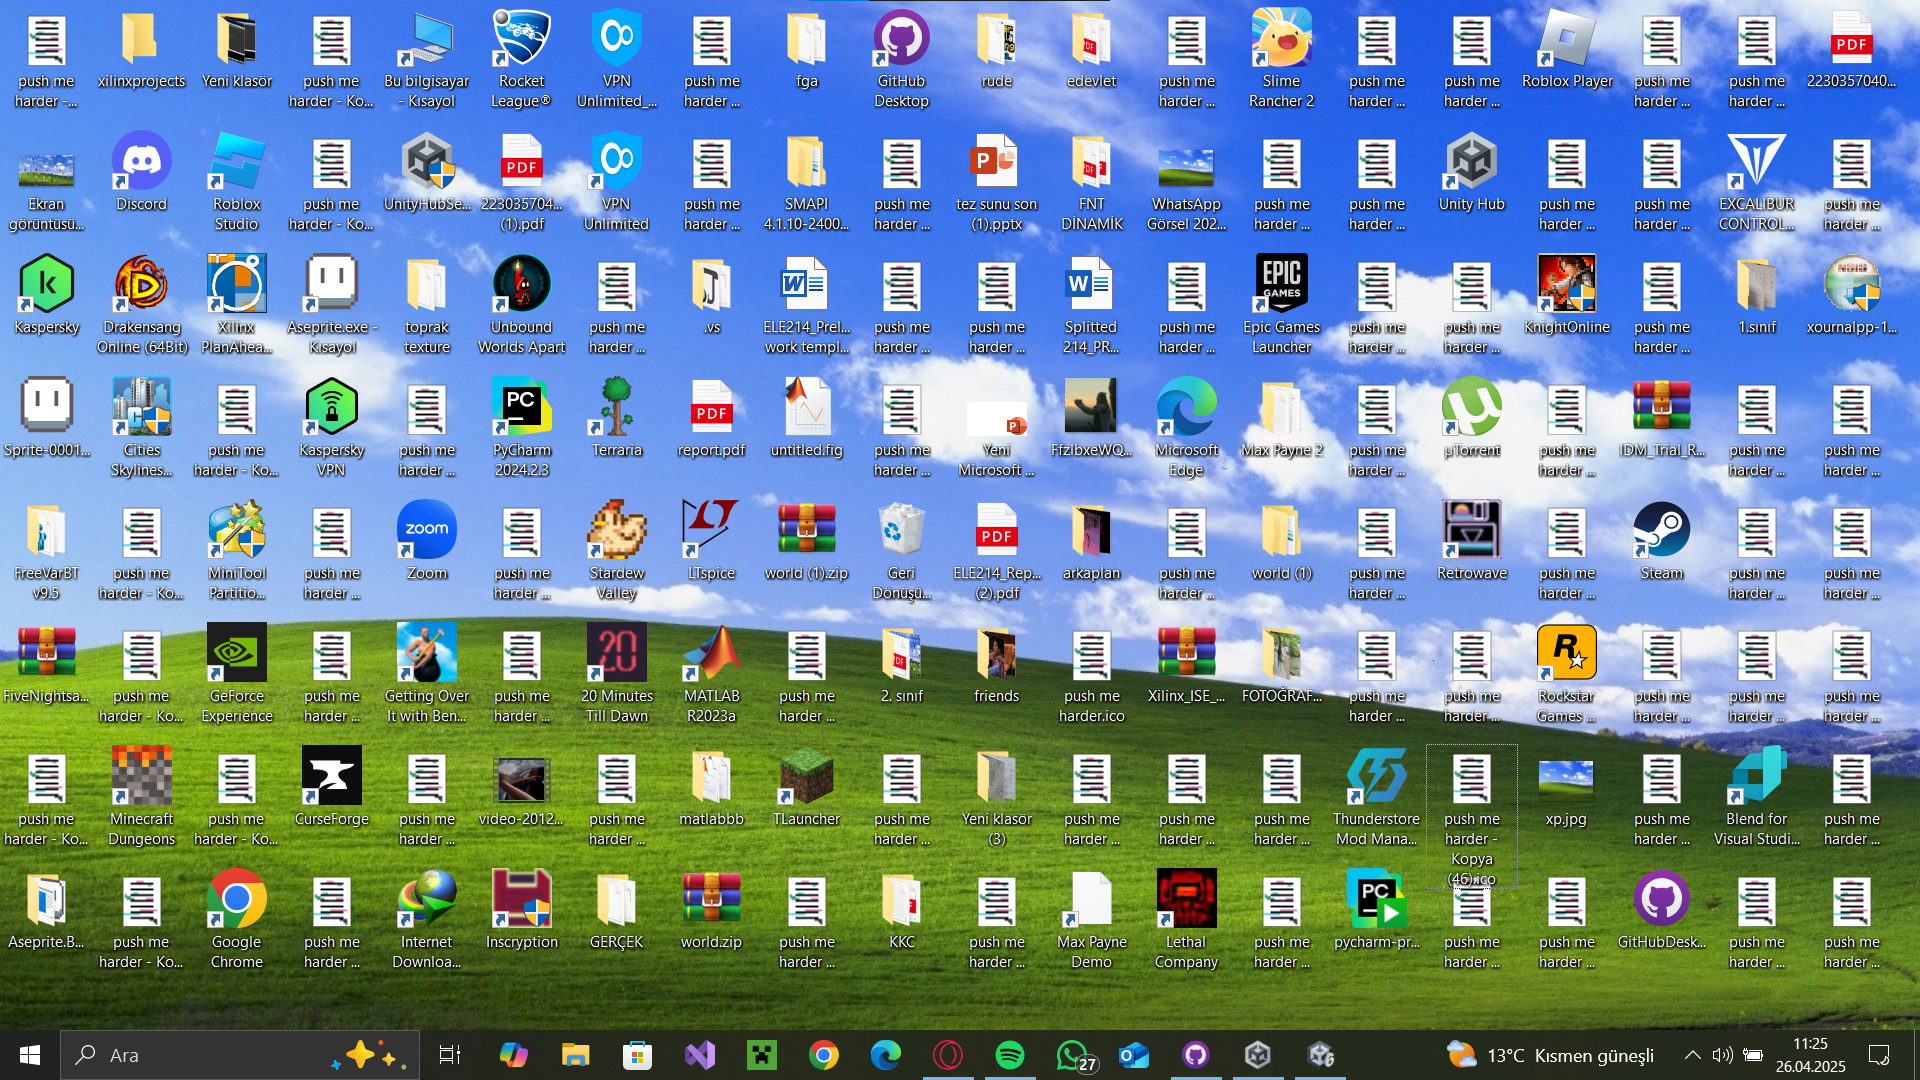 push me
harder -...
xilinxprojects
Yeni klasör
push me
harder - Ko...
Bu bilgisayar
- Kısayol
Rocket
League®
VPN
Unlimited_...
push me
harder ...
fga
GitHub
Desktop
rude
edevlet
push me
harder ...
Slime
Rancher 2
push me
harder ...
push me
harder ...
Roblox Player
push me
harder ...
push me
harder ...
2230357040...
Ekran
görüntüsü...
Discord
Roblox
Studio
push me
harder - Ko...
UnityHubSe...
223035704...
(1).pdf
VPN
Unlimited
push me
harder ...
SMAPI
4.1.10-2400...
push me
harder ...
tez sunu son
(1).pptx
FNT
DİNAMİK
WhatsApp
Görsel 202...
push me
harder ...
push me
harder ...
Unity Hub
push me
harder ...
push me
harder ...
EXCALIBUR
CONTROL...
push me
harder ...
Kaspersky
Drakensang
Online (64Bit)
Xilinx
PlanAhea...
Aseprite.exe -
Kısayol
toprak
texture
Unbound
Worlds Apart
push me
harder ...
.vs
ELE214_Prel...
work templ...
push me
harder ...
push me
harder ...
Splitted
214_PR...
push me
harder ...
Epic Games
Launcher
push me
harder ...
push me
harder ...
KnightOnline
push me
harder ...
1.sınıf
xournalpp-1...
Sprite-0001...
Cities
Skylines...
push me
harder - Ko...
Kaspersky
VPN
push me
harder ...
PyCharm
2024.2.3
Terraria
report.pdf
untitled.fig
push me
harder ...
Yeni
Microsoft ...
FfzIbxeWQ...
Microsoft
Edge
Max Payne 2
push me
harder ...
µTorrent
push me
harder ...
IDM_Trial_R...
push me
harder ...
push me
harder ...
FreeVarBT
v9.5
push me
harder - Ko...
MiniTool
Partitio...
push me
harder ...
Zoom
push me
harder ...
Stardew
Valley
LTspice
world (1).zip
Geri
Dönüşü...
ELE214_Rep...
(2).pdf
arkaplan
push me
harder ...
world (1)
push me
harder ...
Retrowave
push me
harder ...
Steam
push me
harder ...
push me
harder ...
FiveNightsa...
push me
harder - Ko...
GeForce
Experience
push me
harder ...
Getting Over
It with Ben...
push me
harder ...
20 Minutes
Till Dawn
MATLAB
R2023a
push me
harder ...
2. sınıf
friends
push me
harder.ico
Xilinx_ISE_...
FOTOĞRAF...
push me
harder ...
push me
harder ...
Rockstar
Games ...
push me
harder ...
push me
harder ...
push me
harder ...
push me
harder - Ko...
Minecraft
Dungeons
push me
harder - Ko...
CurseForge
push me
harder ...
video-2012...
push me
harder ...
matlabbb
TLauncher
push me
harder ...
Yeni klasör
(3)
push me
harder ...
push me
harder ...
push me
harder ...
Thunderstore
Mod Mana...
push me
harder -
Kopya
(46).ico
xp.jpg
push me
harder ...
Blend for
Visual Studi...
push me
harder ...
Aseprite.B...
push me
harder - Ko...
Google
Chrome
push me
harder ...
Internet
Downloa...
Inscryption
GERÇEK
world.zip
push me
harder ...
KKC
push me
harder ...
Max Payne
Demo
Lethal
Company
push me
harder ...
pycharm-pr...
push me
harder ...
push me
harder ...
GitHubDesk...
push me
harder ...
push me
harder ...
Ara
27
13°C Kısmen güneşli
11:25
26.04.2025